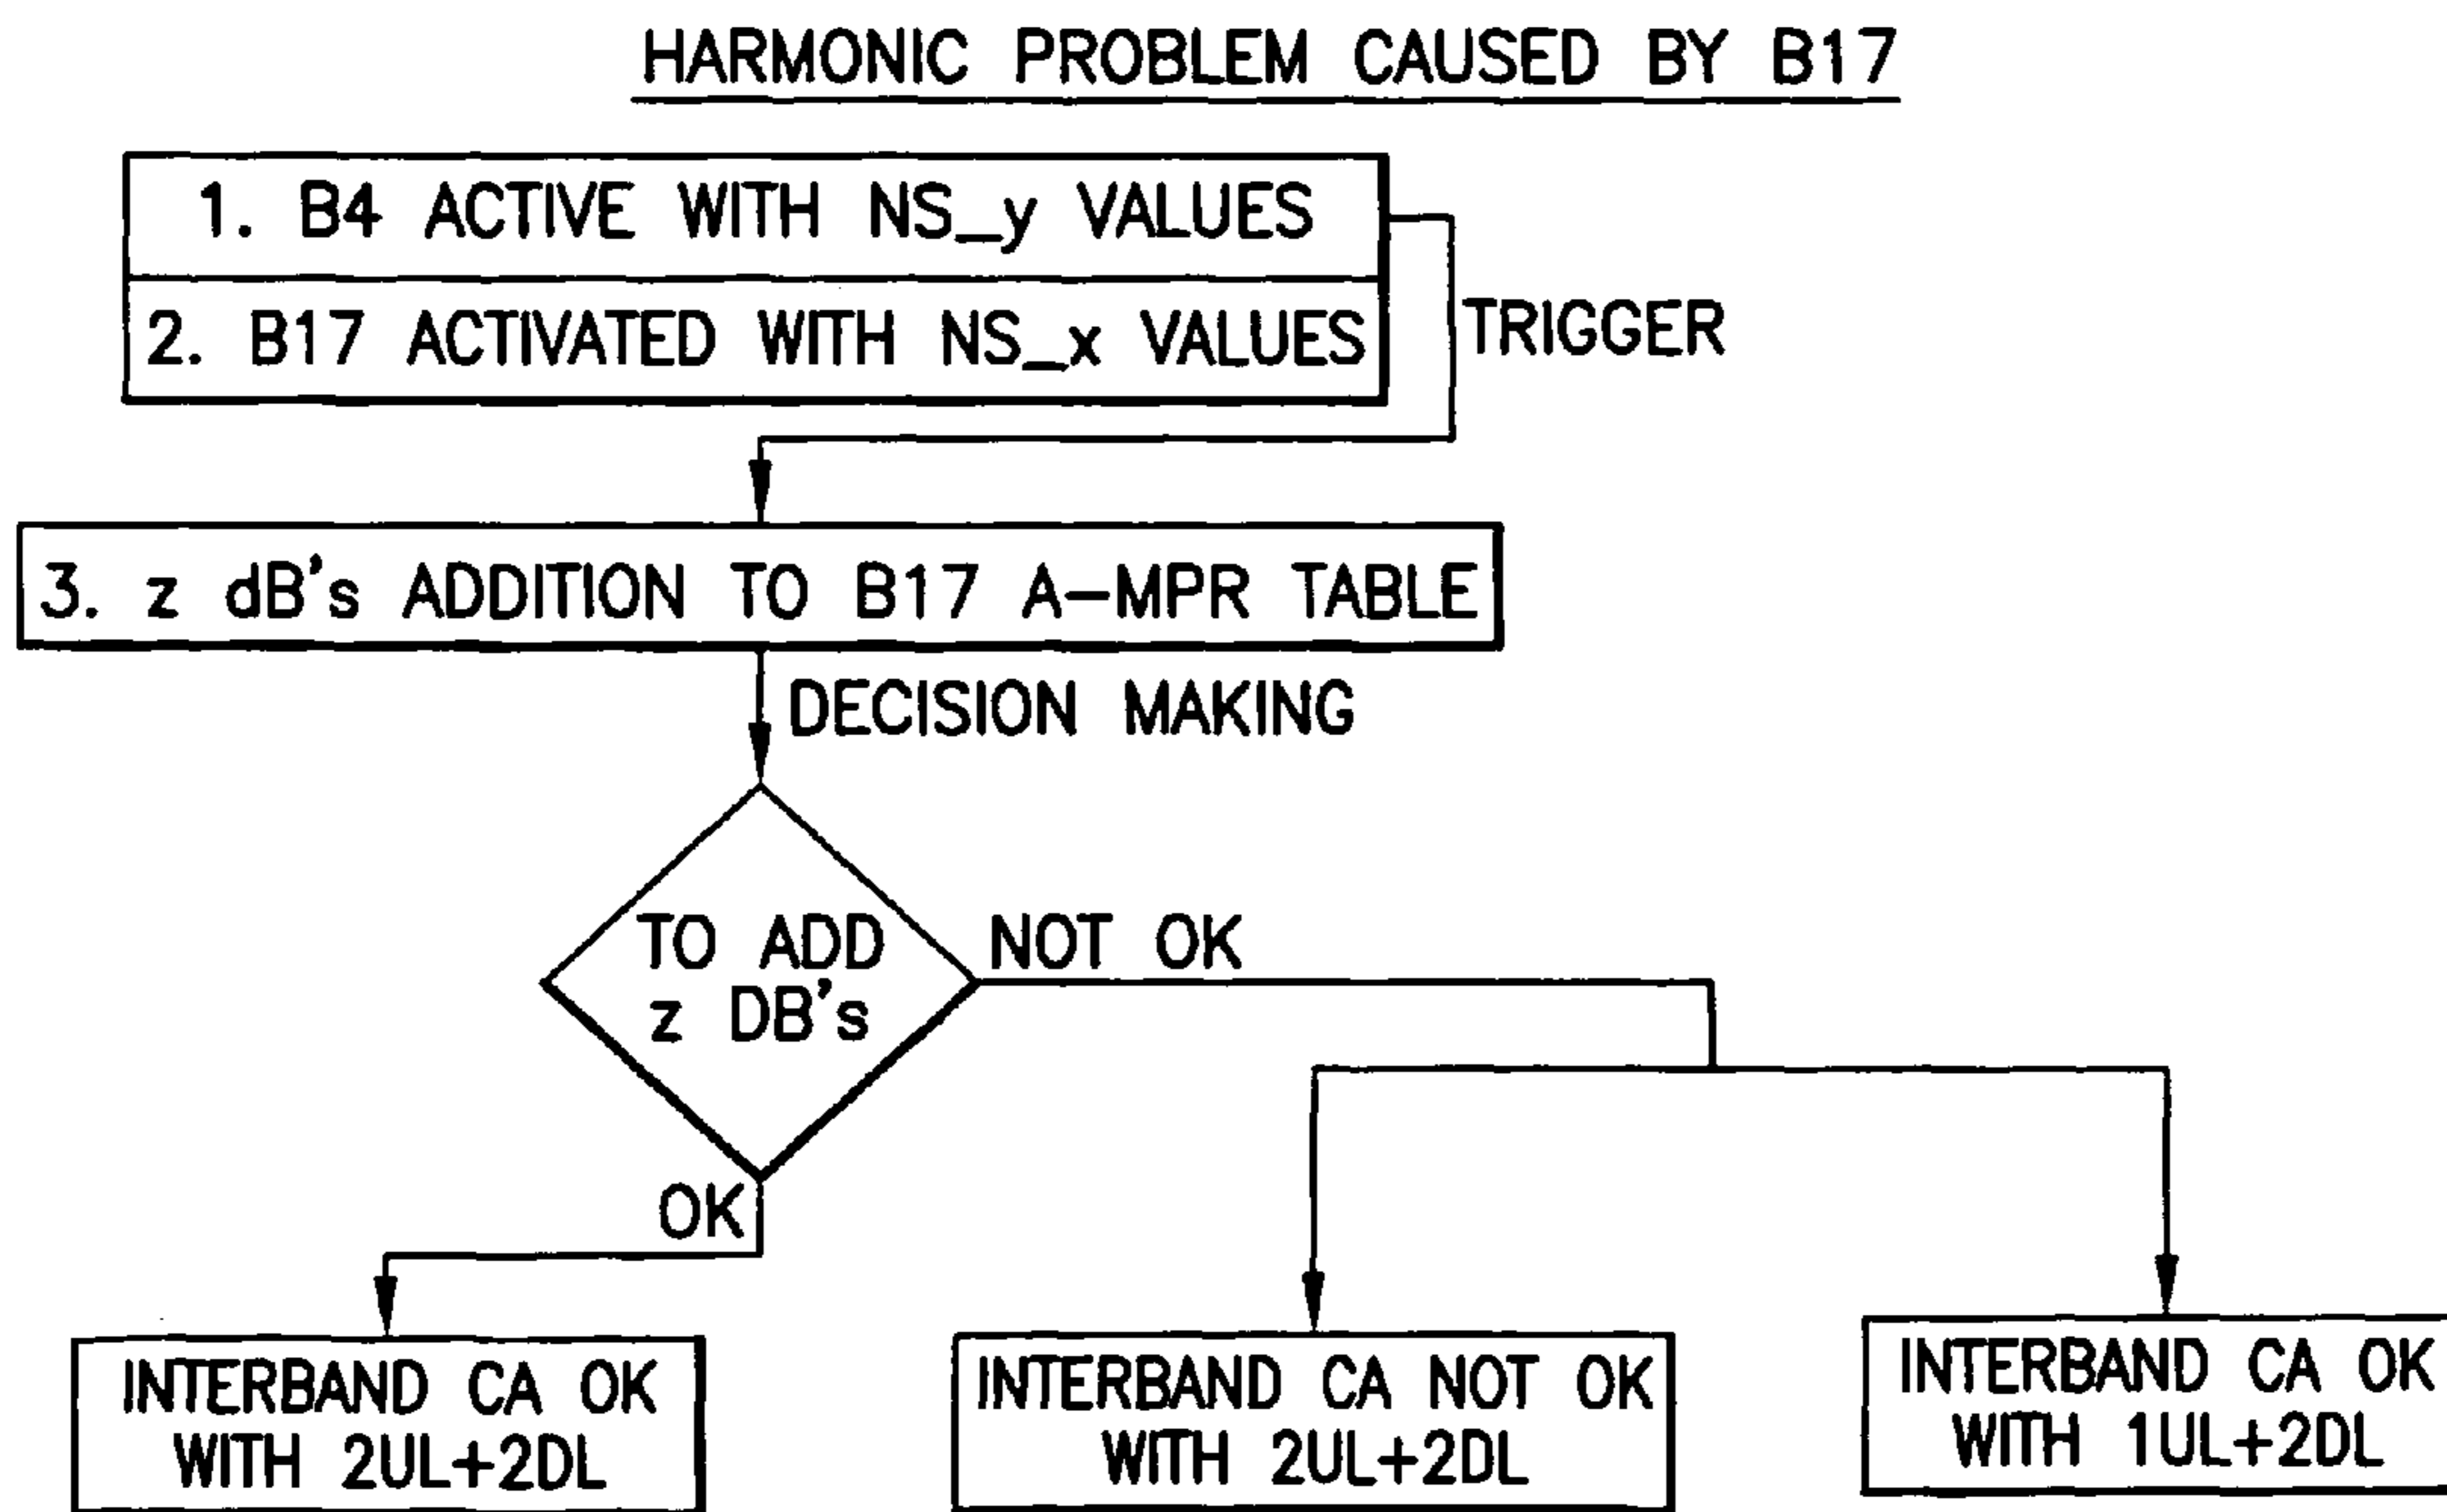 HARMONIC PROBLEM CAUSED BY B17
1. B4 ACTIVE WITH NS_y VALUES
2. B17 ACTIVATED WITH NS_x VALUES
TRIGGER
3. z dB's ADDITION TO B17 A-MPR TABLE
DECISION MAKING
TO ADD
z DB's
NOT OK
OK
INTERBAND CA OK
WITH 2UL+2DL
INTERBAND CA NOT OK
WITH 2UL+2DL
INTERBAND CA OK
WITH 1UL+2DL